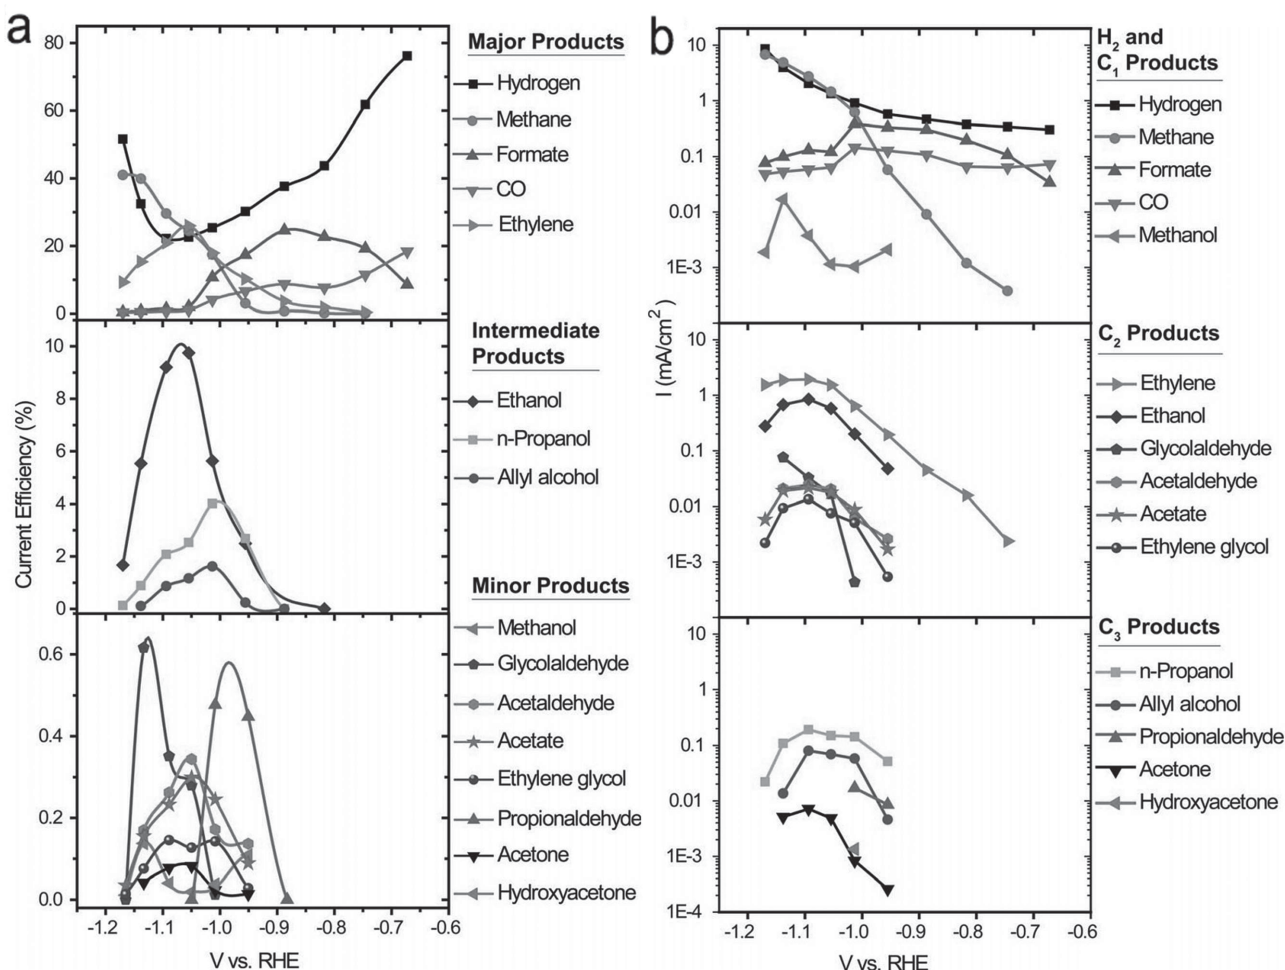 a
Major Products
Hydrogen
Methane
Formate
CO
Ethylene
80
60
40
20
0
Intermediate
Products
Ethanol
n-Propanol
Allyl alcohol
10
8
6
4
2
0
Minor Products
Methanol
Glycolaldehyde
Acetaldehyde
Acetate
Ethylene glycol
Propionaldehyde
Acetone
Hydroxyacetone
0.6
0.4
0.2
0.0
Current Efficiency (%)
-1.2 -1.1 -1.0 -0.9 -0.8 -0.7 -0.6
V vs. RHE
b
H2 and
C1 Products
Hydrogen
Methane
Formate
CO
Methanol
10
1
0.1
0.01
1E-3
C2 Products
Ethylene
Ethanol
Glycolaldehyde
Acetaldehyde
Acetate
Ethylene glycol
10
1
0.1
0.01
1E-3
C3 Products
n-Propanol
Allyl alcohol
Propionaldehyde
Acetone
Hydroxyacetone
10
1
0.1
0.01
1E-3
1E-4
I (mA/cm2)
-1.2 -1.1 -1.0 -0.9 -0.8 -0.7 -0.6
V vs. RHE